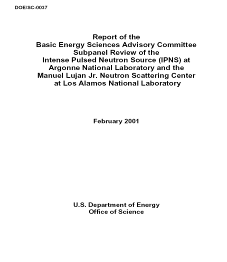 DOE/SC-0037
Report of the
Basic Energy Sciences Advisory Committee
Subpanel Review of the
Intense Pulsed Neutron Source (IPNS) at
Argonne National Laboratory and the
Manuel Lujan Jr. Neutron Scattering Center
at Los Alamos National Laboratory
February 2001
U.S. Department of Energy
Office of Science